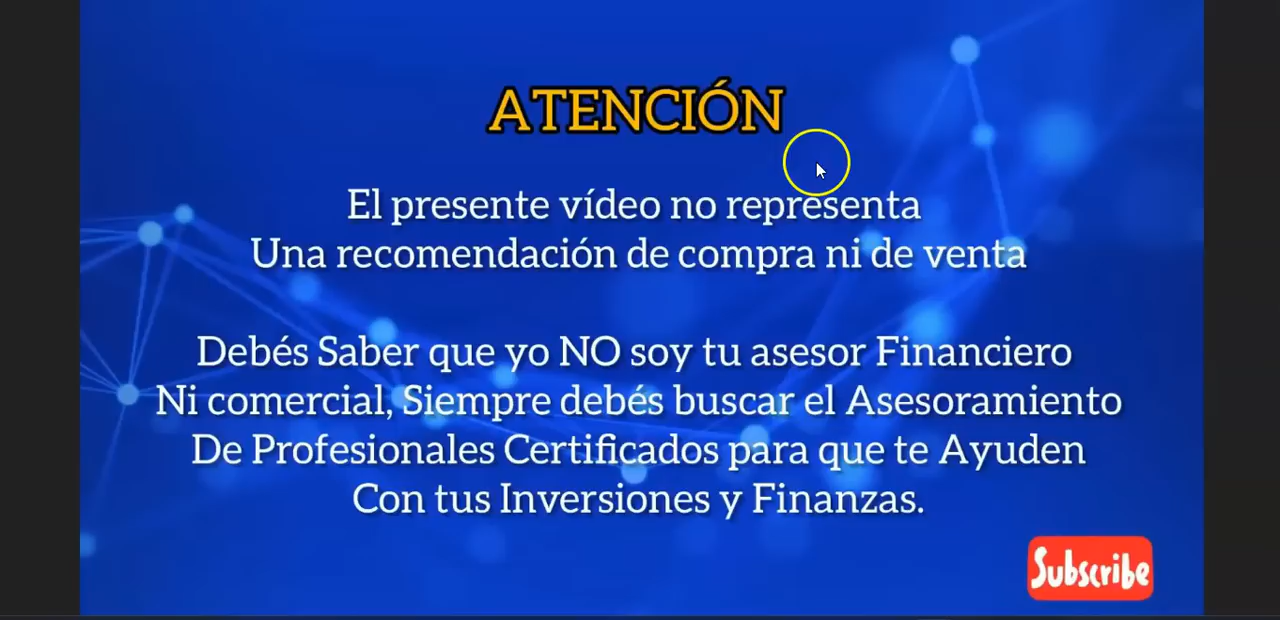 ATENCIÓN
El presente vídeo no representa
Una recomendación de compra ni de venta
Debés Saber que yo NO soy tu asesor Financiero
Ni comercial, Siempre debés buscar el Asesoramiento
De Profesionales Certificados para que te Ayuden
Con tus Inversiones y Finanzas.
Subscribe